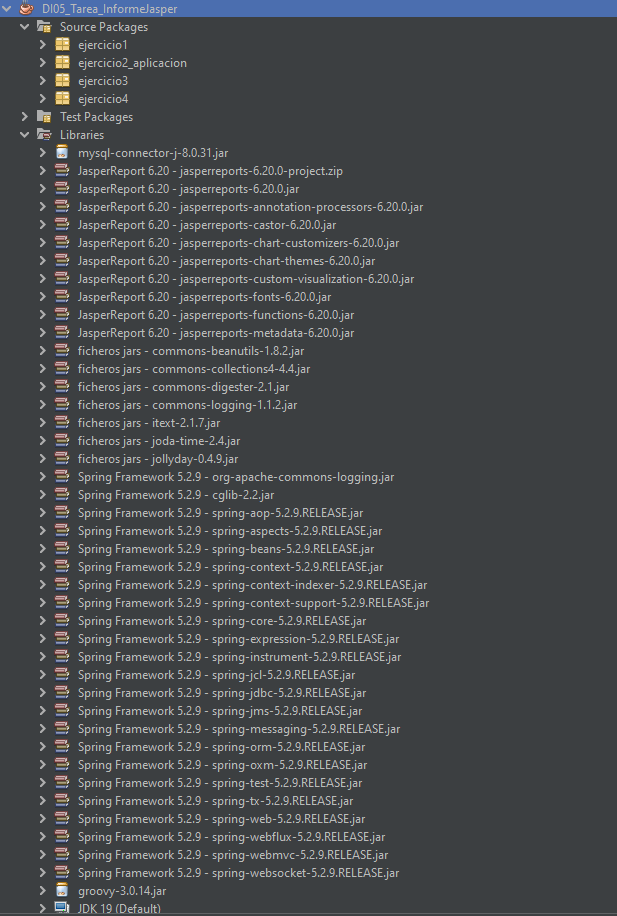 DI05_Tarea_InformeJasper
Source Packages
ejercicio1
ejercicio2_aplicacion
ejercicio3
ejercicio4
Test Packages
Libraries
mysql-connector-j-8.0.31.jar
JasperReport 6.20 - jasperreports-6.20.0-project.zip
JasperReport 6.20 - jasperreports-6.20.0.jar
JasperReport 6.20 - jasperreports-annotation-processors-6.20.0.jar
JasperReport 6.20 - jasperreports-castor-6.20.0.jar
JasperReport 6.20 - jasperreports-chart-customizers-6.20.0.jar
JasperReport 6.20 - jasperreports-chart-themes-6.20.0.jar
JasperReport 6.20 - jasperreports-custom-visualization-6.20.0.jar
JasperReport 6.20 - jasperreports-fonts-6.20.0.jar
JasperReport 6.20 - jasperreports-functions-6.20.0.jar
JasperReport 6.20 - jasperreports-metadata-6.20.0.jar
ficheros jars - commons-beanutils-1.8.2.jar
ficheros jars - commons-collections4-4.4.jar
ficheros jars - commons-digester-2.1.jar
ficheros jars - commons-logging-1.1.2.jar
ficheros jars - itext-2.1.7.jar
ficheros jars - joda-time-2.4.jar
ficheros jars - jollyday-0.4.9.jar
Spring Framework 5.2.9 - org-apache-commons-logging.jar
Spring Framework 5.2.9 - cglib-2.2.jar
Spring Framework 5.2.9 - spring-aop-5.2.9.RELEASE.jar
Spring Framework 5.2.9 - spring-aspects-5.2.9.RELEASE.jar
Spring Framework 5.2.9 - spring-beans-5.2.9.RELEASE.jar
Spring Framework 5.2.9 - spring-context-5.2.9.RELEASE.jar
Spring Framework 5.2.9 - spring-context-indexer-5.2.9.RELEASE.jar
Spring Framework 5.2.9 - spring-context-support-5.2.9.RELEASE.jar
Spring Framework 5.2.9 - spring-core-5.2.9.RELEASE.jar
Spring Framework 5.2.9 - spring-expression-5.2.9.RELEASE.jar
Spring Framework 5.2.9 - spring-instrument-5.2.9.RELEASE.jar
Spring Framework 5.2.9 - spring-jcl-5.2.9.RELEASE.jar
Spring Framework 5.2.9 - spring-jdbc-5.2.9.RELEASE.jar
Spring Framework 5.2.9 - spring-jms-5.2.9.RELEASE.jar
Spring Framework 5.2.9 - spring-messaging-5.2.9.RELEASE.jar
Spring Framework 5.2.9 - spring-orm-5.2.9.RELEASE.jar
Spring Framework 5.2.9 - spring-oxm-5.2.9.RELEASE.jar
Spring Framework 5.2.9 - spring-test-5.2.9.RELEASE.jar
Spring Framework 5.2.9 - spring-tx-5.2.9.RELEASE.jar
Spring Framework 5.2.9 - spring-web-5.2.9.RELEASE.jar
Spring Framework 5.2.9 - spring-webflux-5.2.9.RELEASE.jar
Spring Framework 5.2.9 - spring-webmvc-5.2.9.RELEASE.jar
Spring Framework 5.2.9 - spring-websocket-5.2.9.RELEASE.jar
groovy-3.0.14.jar
JDK 19 (Default)